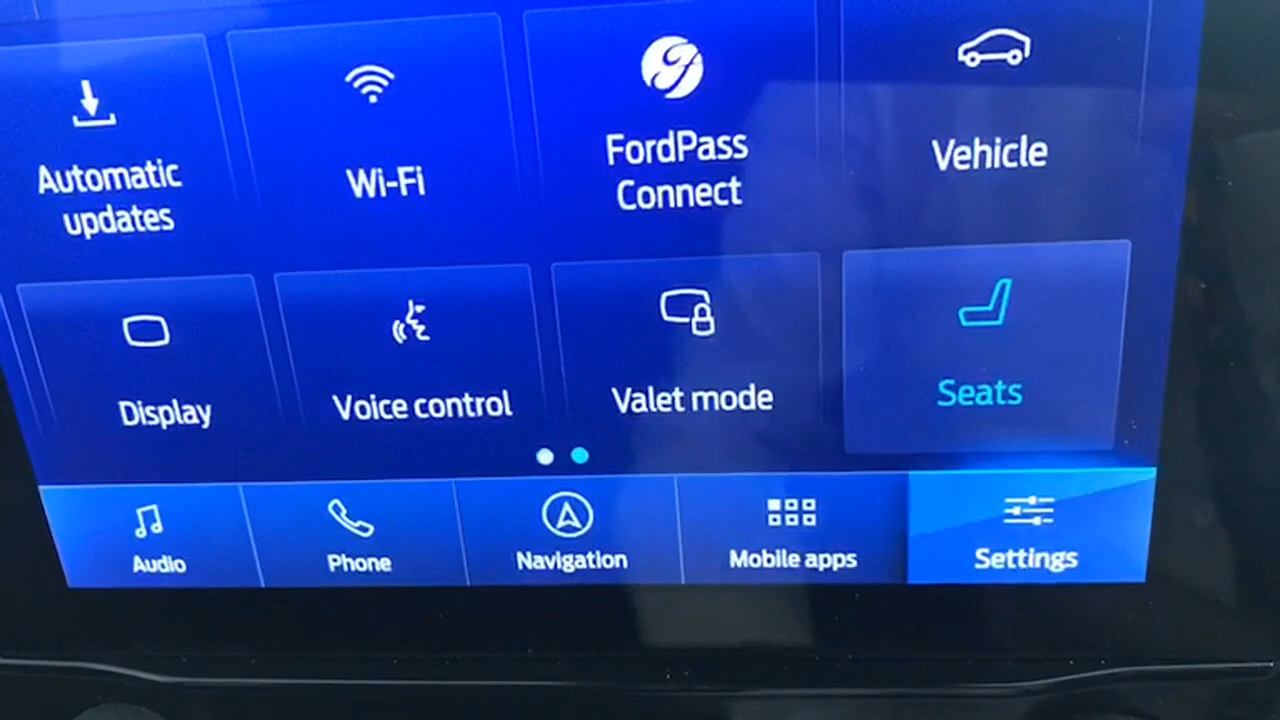 Automatic
updates
Wi-Fi
FordPass
Connect
Vehicle
Display
Voice control
Valet mode
Seats
Audio
Phone
Navigation
Mobile apps
Settings